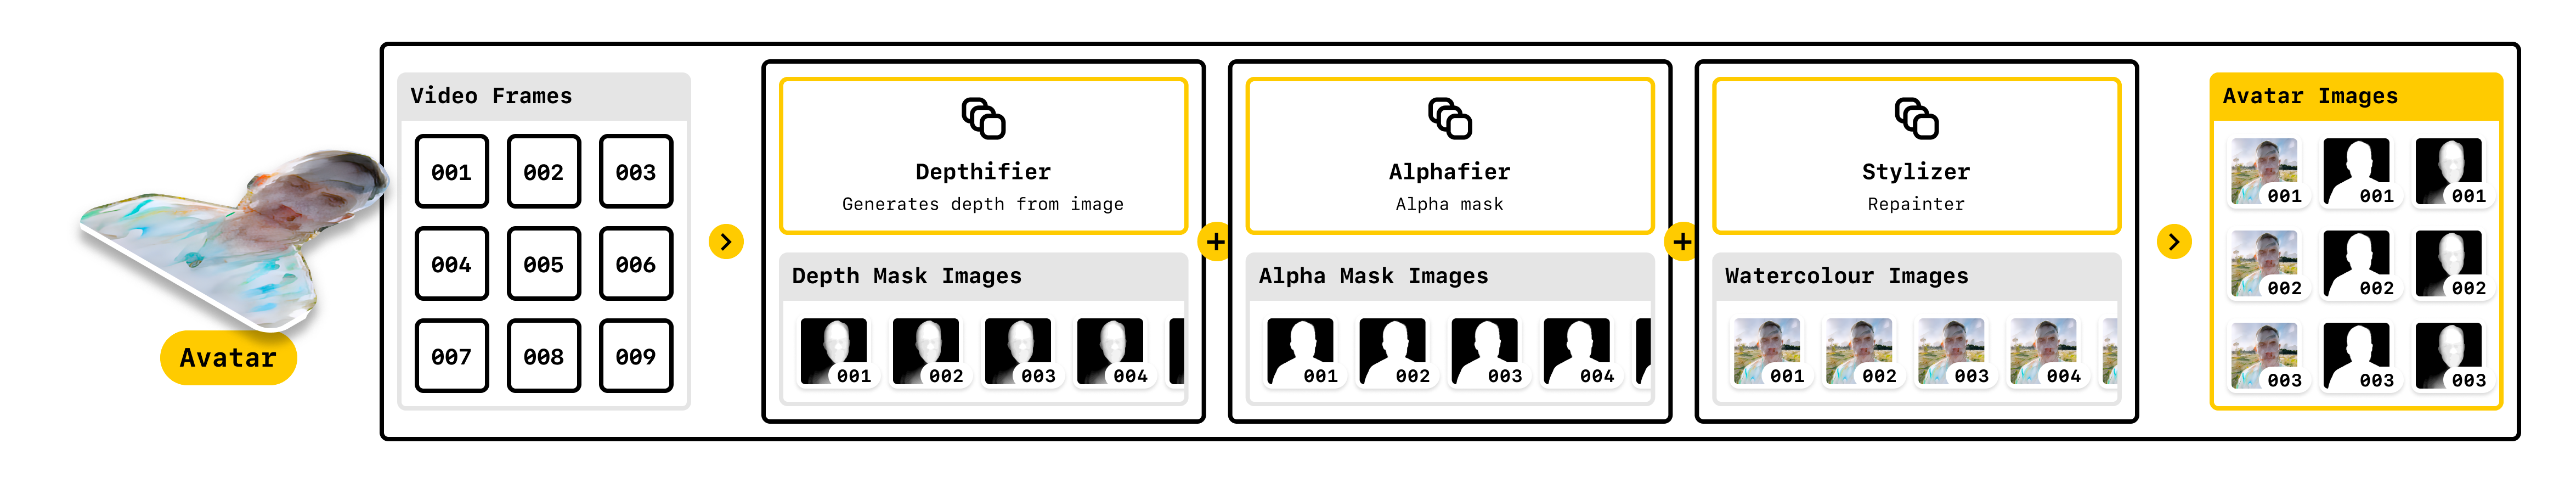 Avatar
Video Frames
001 002 003
004 005 006
007 008 009
Depthifier
Generates depth from image
Depth Mask Images
001 002 003 004
Alphafier
Alpha mask
Alpha Mask Images
001 002 003 004
Stylizer
Repainter
Watercolour Images
001 002 003 004
Avatar Images
001 001 001
002 002 002
003 003 003